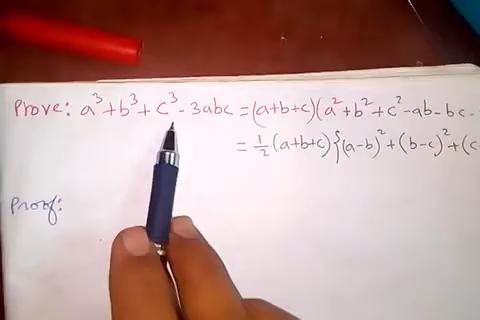 Prove: a³+b³+c³-3abc = (a+b+c)(a²+b²+c²-ab-bc-
= 1/2 (a+b+c){(a-b)²+(b-c)²+(c
Proof: